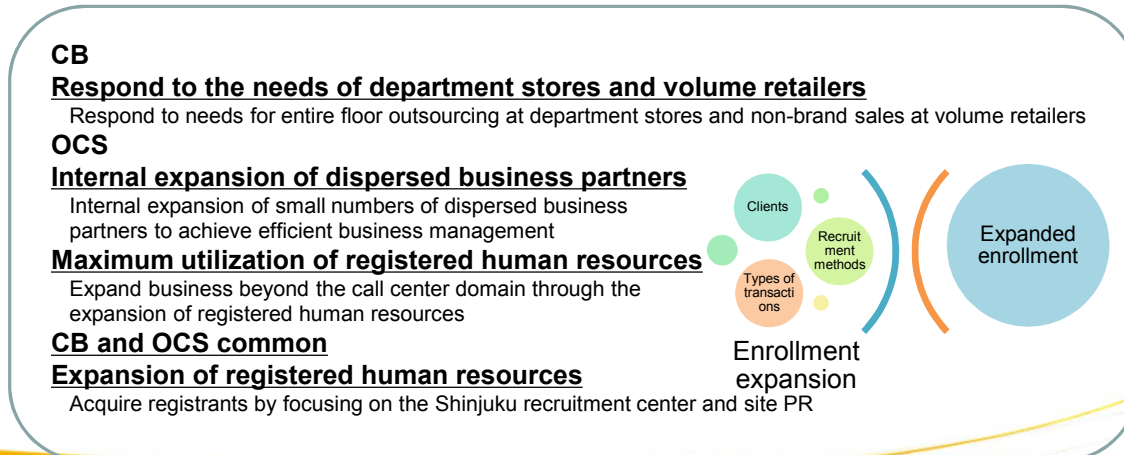 CB
Respond to the needs of department stores and volume retailers
Respond to needs for entire floor outsourcing at department stores and non-brand sales at volume retailers
OCS
Internal expansion of dispersed business partners
Internal expansion of small numbers of dispersed business
partners to achieve efficient business management
Maximum utilization of registered human resources
Expand business beyond the call center domain through the
expansion of registered human resources
CB and OCS common
Expansion of registered human resources
Acquire registrants by focusing on the Shinjuku recruitment center and site PR
Clients
Recruit
ment
methods
Types of
transacti
ons
Enrollment
expansion
Expanded
enrollment